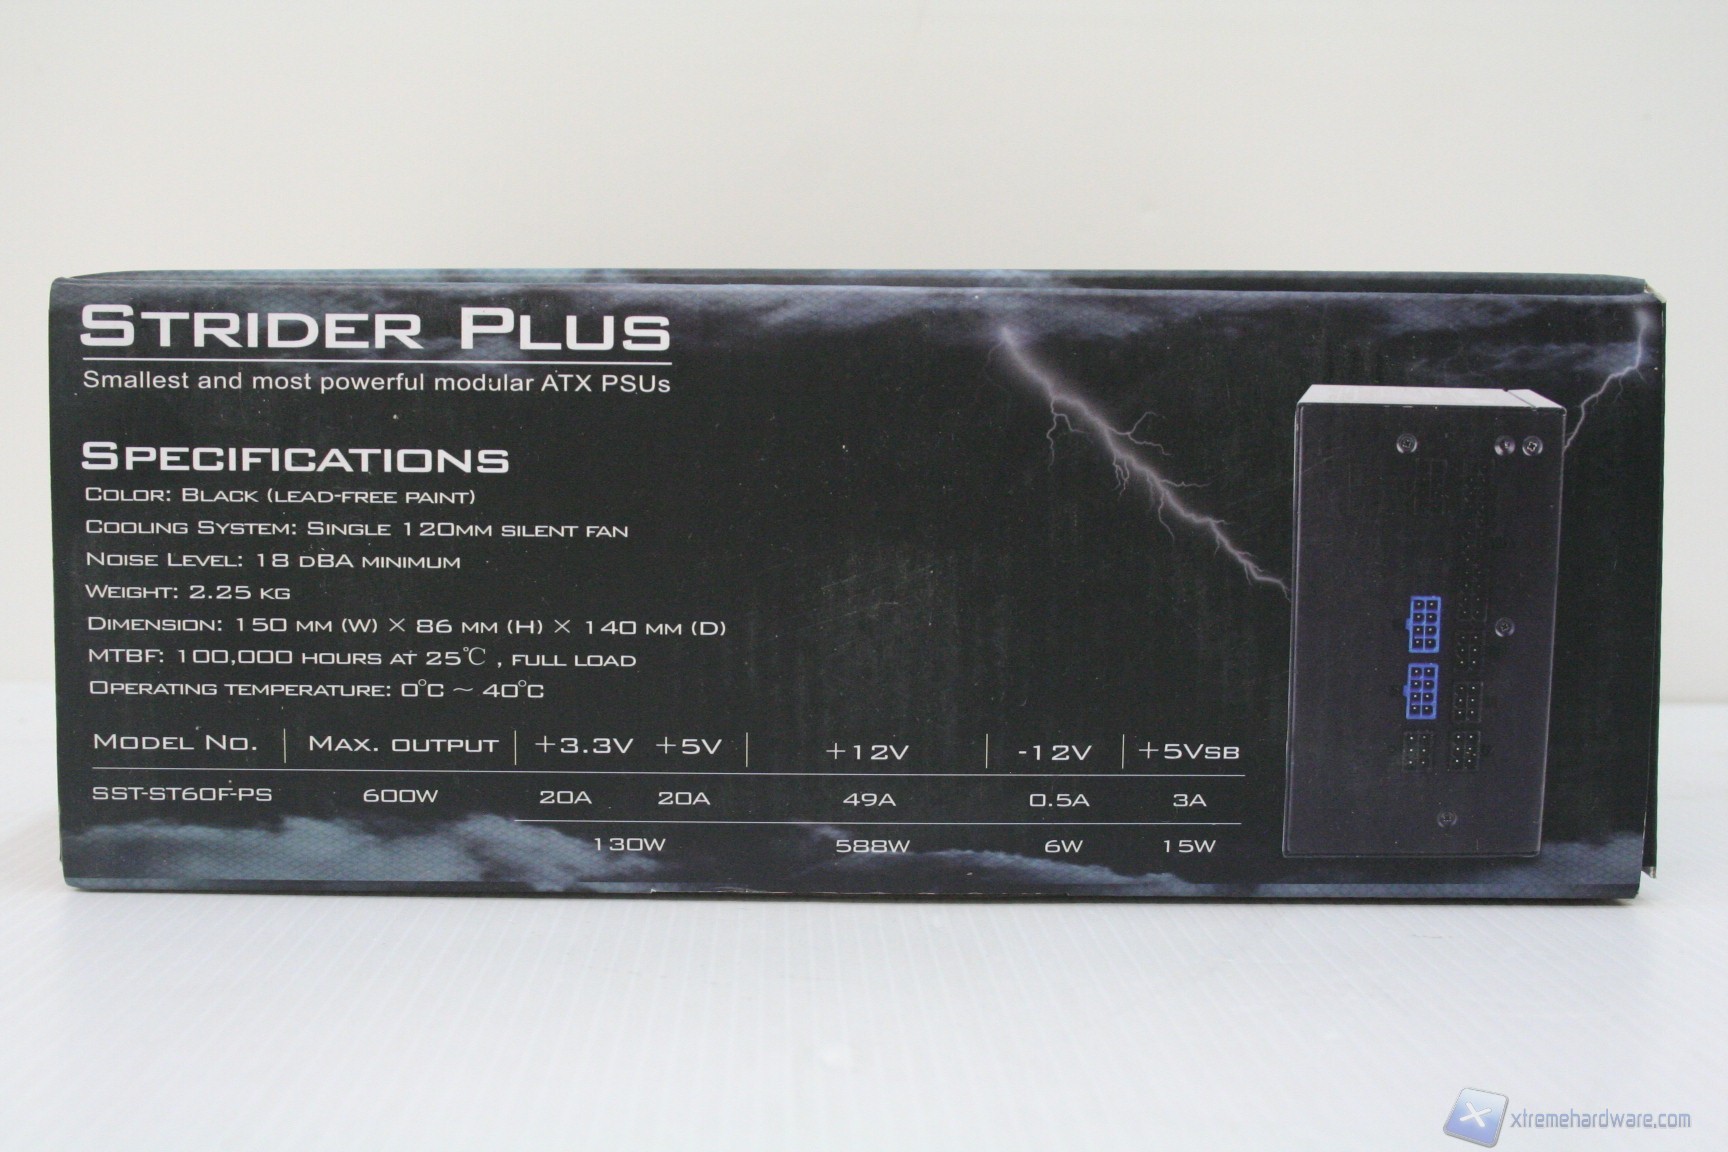 STRIDER PLUS
Smallest and most powerful modular ATX PSUs
SPECIFICATIONS
COLOR: BLACK (LEAD-FREE PAINT)
COOLING SYSTEM: SINGLE 120MM SILENT FAN
NOISE LEVEL: 18 DBA MINIMUM
WEIGHT: 2.25 KG
DIMENSION: 150 MM (W) × 86 MM (H) × 140 MM (D)
MTBF: 100,000 HOURS AT 25℃ , FULL LOAD
OPERATING TEMPERATURE: 0°C ~ 40°C
MODEL NO. MAX. OUTPUT +3.3V +5V +12V -12V +5VSB
SST-ST60F-PS 600W 20A 20A 49A 0.5A 3A
130W 588W 6W 15W
xtremehardware.com